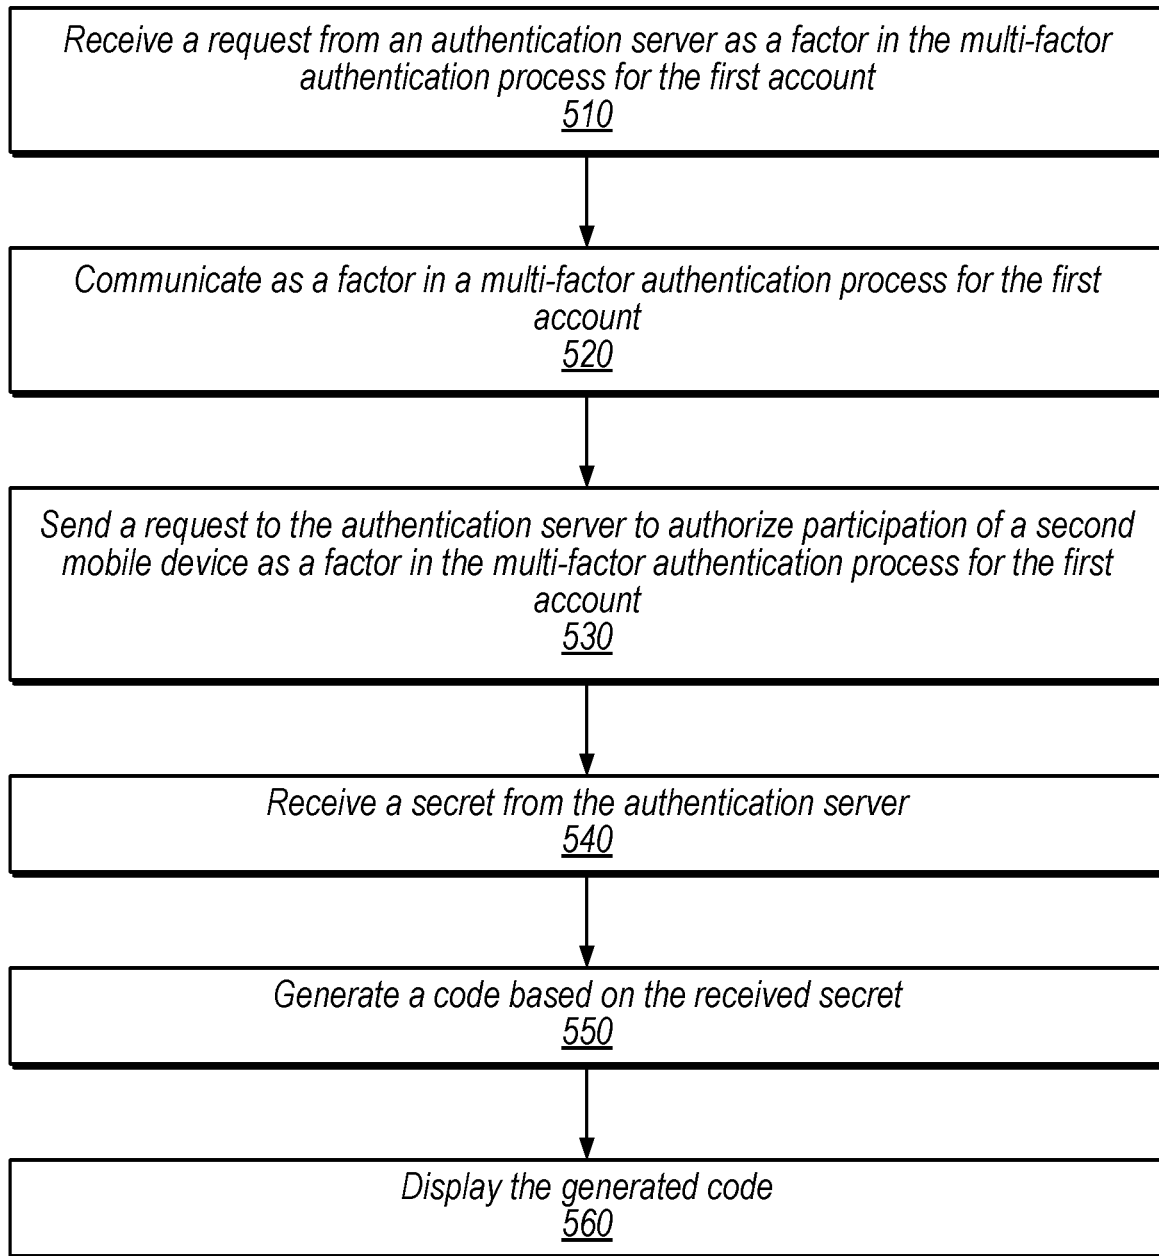 Receive a request from an authentication server as a factor in the multi-factor
authentication process for the first account
510
Communicate as a factor in a multi-factor authentication process for the first
account
520
Send a request to the authentication server to authorize participation of a second
mobile device as a factor in the multi-factor authentication process for the first
account
530
Receive a secret from the authentication server
540
Generate a code based on the received secret
550
Display the generated code
560